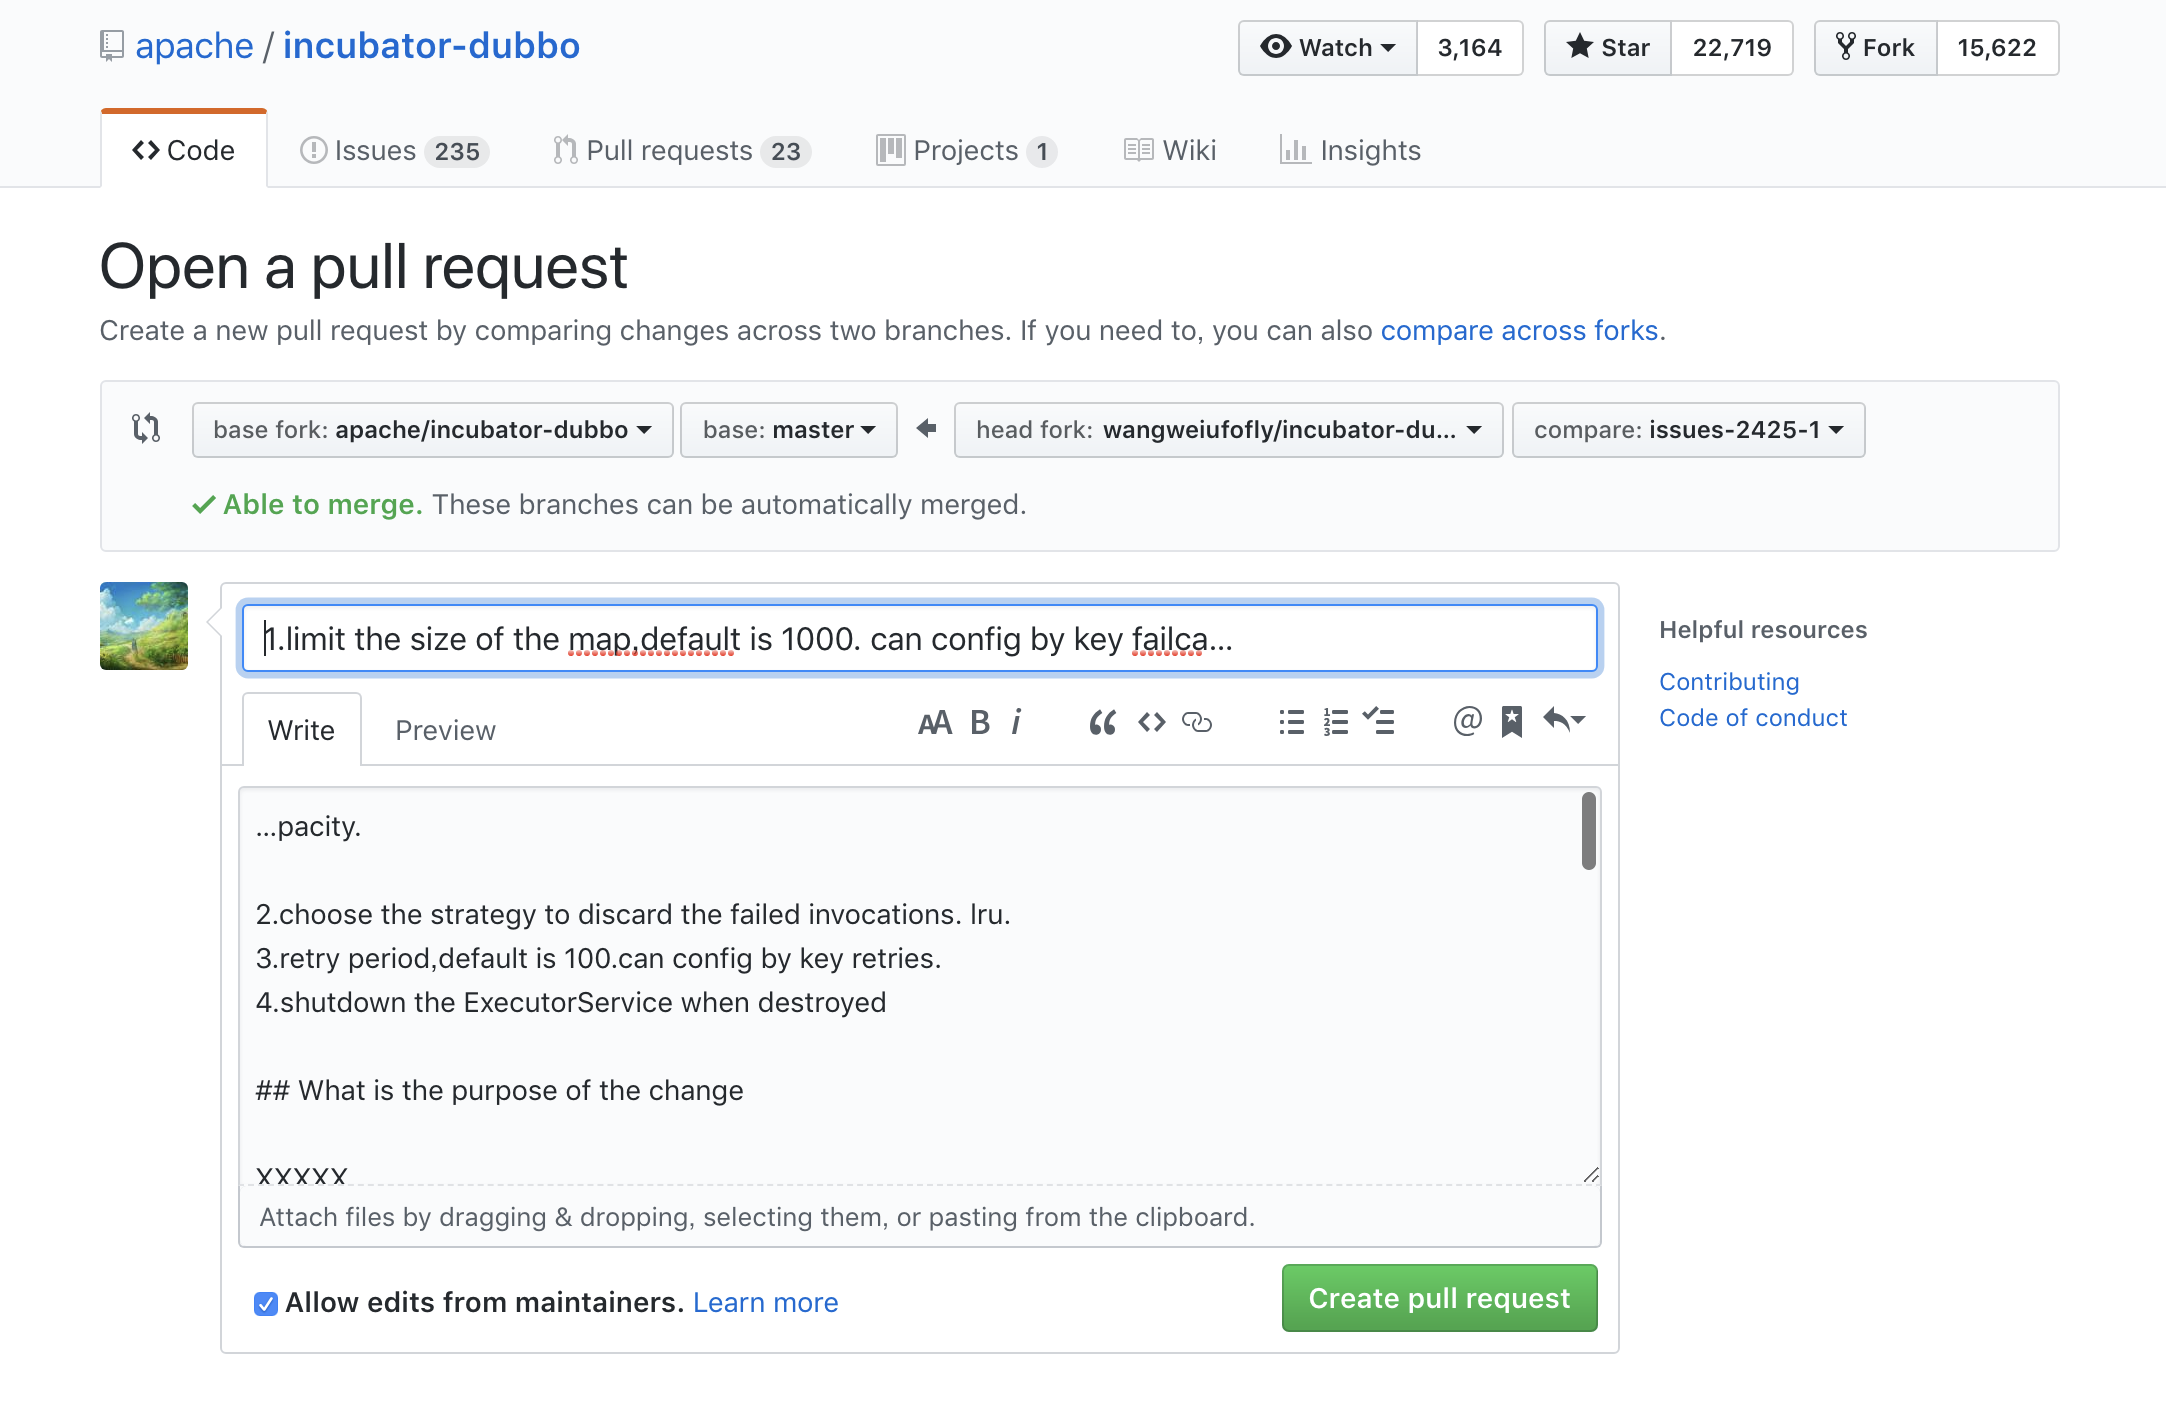 apache / incubator-dubbo
Watch 3,164 Star 22,719 Fork 15,622
Code Issues 235 Pull requests 23 Projects 1 Wiki Insights
Open a pull request
Create a new pull request by comparing changes across two branches. If you need to, you can also compare across forks.
base fork: apache/incubator-dubbo base: master head fork: wangweiufofly/incubator-du... compare: issues-2425-1
Able to merge. These branches can be automatically merged.
1.limit the size of the map,default is 1000. can config by key failca...
Helpful resources
Contributing
Code of conduct
Write Preview AA B i
...pacity.
2.choose the strategy to discard the failed invocations. lru.
3.retry period,default is 100.can config by key retries.
4.shutdown the ExecutorService when destroyed
## What is the purpose of the change
XXXXX
Attach files by dragging & dropping, selecting them, or pasting from the clipboard.
Allow edits from maintainers. Learn more
Create pull request